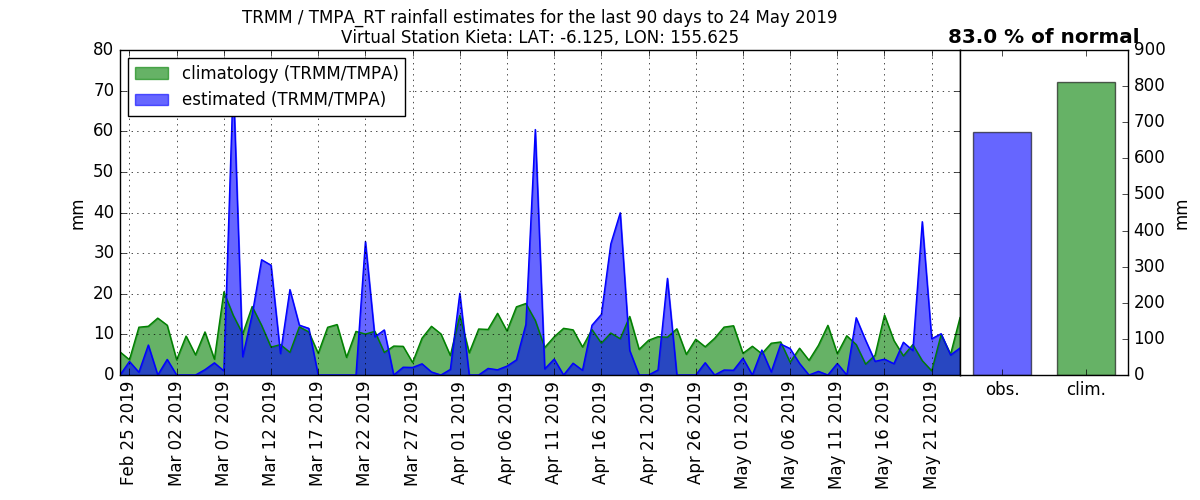 TRMM / TMPA_RT rainfall estimates for the last 90 days to 24 May 2019
Virtual Station Kieta: LAT: -6.125, LON: 155.625
83.0 % of normal
climatology (TRMM/TMPA)
estimated (TRMM/TMPA)
80
70
60
50
40
30
20
10
0
mm
900
800
700
600
500
400
300
200
100
0
mm
obs.
clim.
Feb 25 2019
Mar 02 2019
Mar 07 2019
Mar 12 2019
Mar 17 2019
Mar 22 2019
Mar 27 2019
Apr 01 2019
Apr 06 2019
Apr 11 2019
Apr 16 2019
Apr 21 2019
Apr 26 2019
May 01 2019
May 06 2019
May 11 2019
May 16 2019
May 21 2019